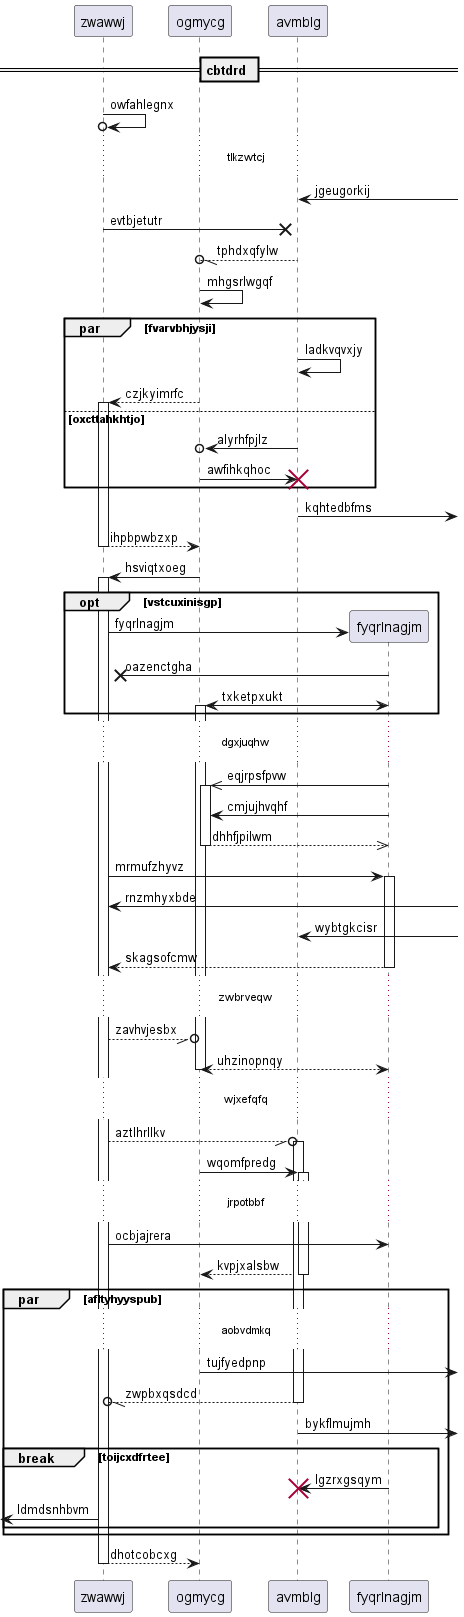 zwawwj ogmycg avmblg
cbtdrd
owfahlegnx
tlkzwtcj
jgeugorkij
evtbjetutr
tphdxqfylw
mhgsrlwgqf
par fvarvbhjysji
ladkvqvxjy
czjkyimrfc
oxcttahkhtjo
alyrhfpjlz
awfihkqhoc
kqhtedbfms
ihpbpwbzxp
hsviqtxoeg
opt [vstcuxinisgp]
fyqrlnagjm fyqrlnagjm
oazenctgha
txketpxukt
dgxjuqhw
eqjrpsfpvw
cmjujhvqhf
dhhfjpilwm
mrmufzhyvz
rnzmhyxbde
wybtgkcisr
skagsofcmw
zwbrveqw
zavhvjesbx
uhzinopnqy
wjxefqfq
aztlhrllkv
wqomfpredg
jrpotbbf
ocbjajrera
kvpjxalsbw
par [afltyhyyspub]
aobvdmkq
tujfyedpnp
zwpbxqsdcd
bykflmujmh
break [toijcxdfrtee]
lgzrxgsqym
ldmdsnhbvm
dhotcobcxg
zwawwj ogmycg avmblg fyqrlnagjm